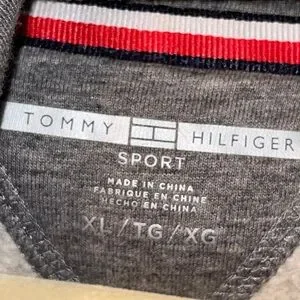 TOMMY HILFIGER
SPORT
MADE IN CHINA
FABRIQUÉ EN CHINE
HECHO EN CHINA
XL / TG / XG